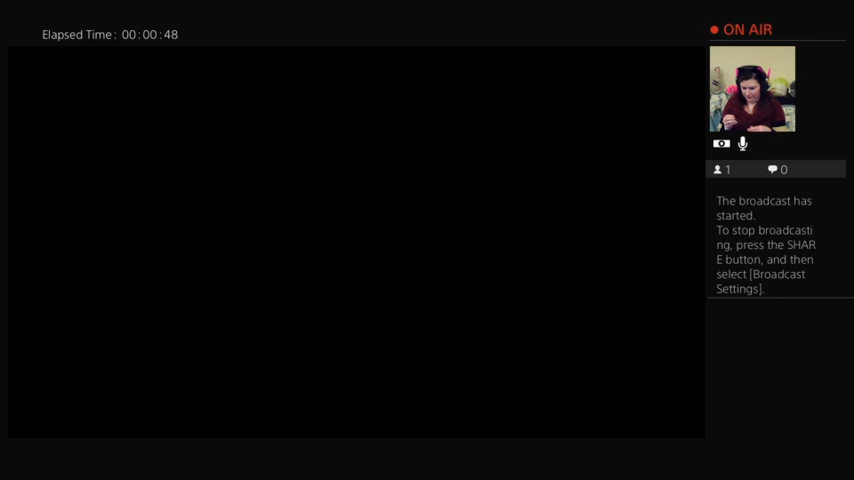 Elapsed Time: 00:00:48
ON AIR
1
0
The broadcast has
started.
To stop broadcasti
ng, press the SHAR
E button, and then
select [Broadcast
Settings].